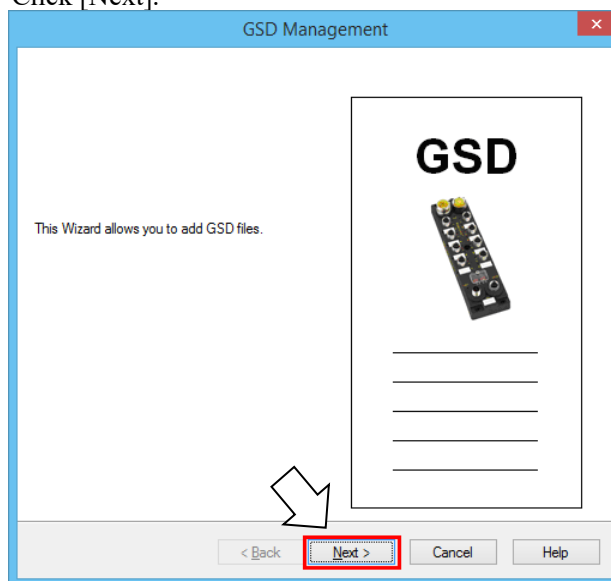 Click [Next].
GSD Management
GSD
This Wizard allows you to add GSD files.
< Back Next > Cancel Help